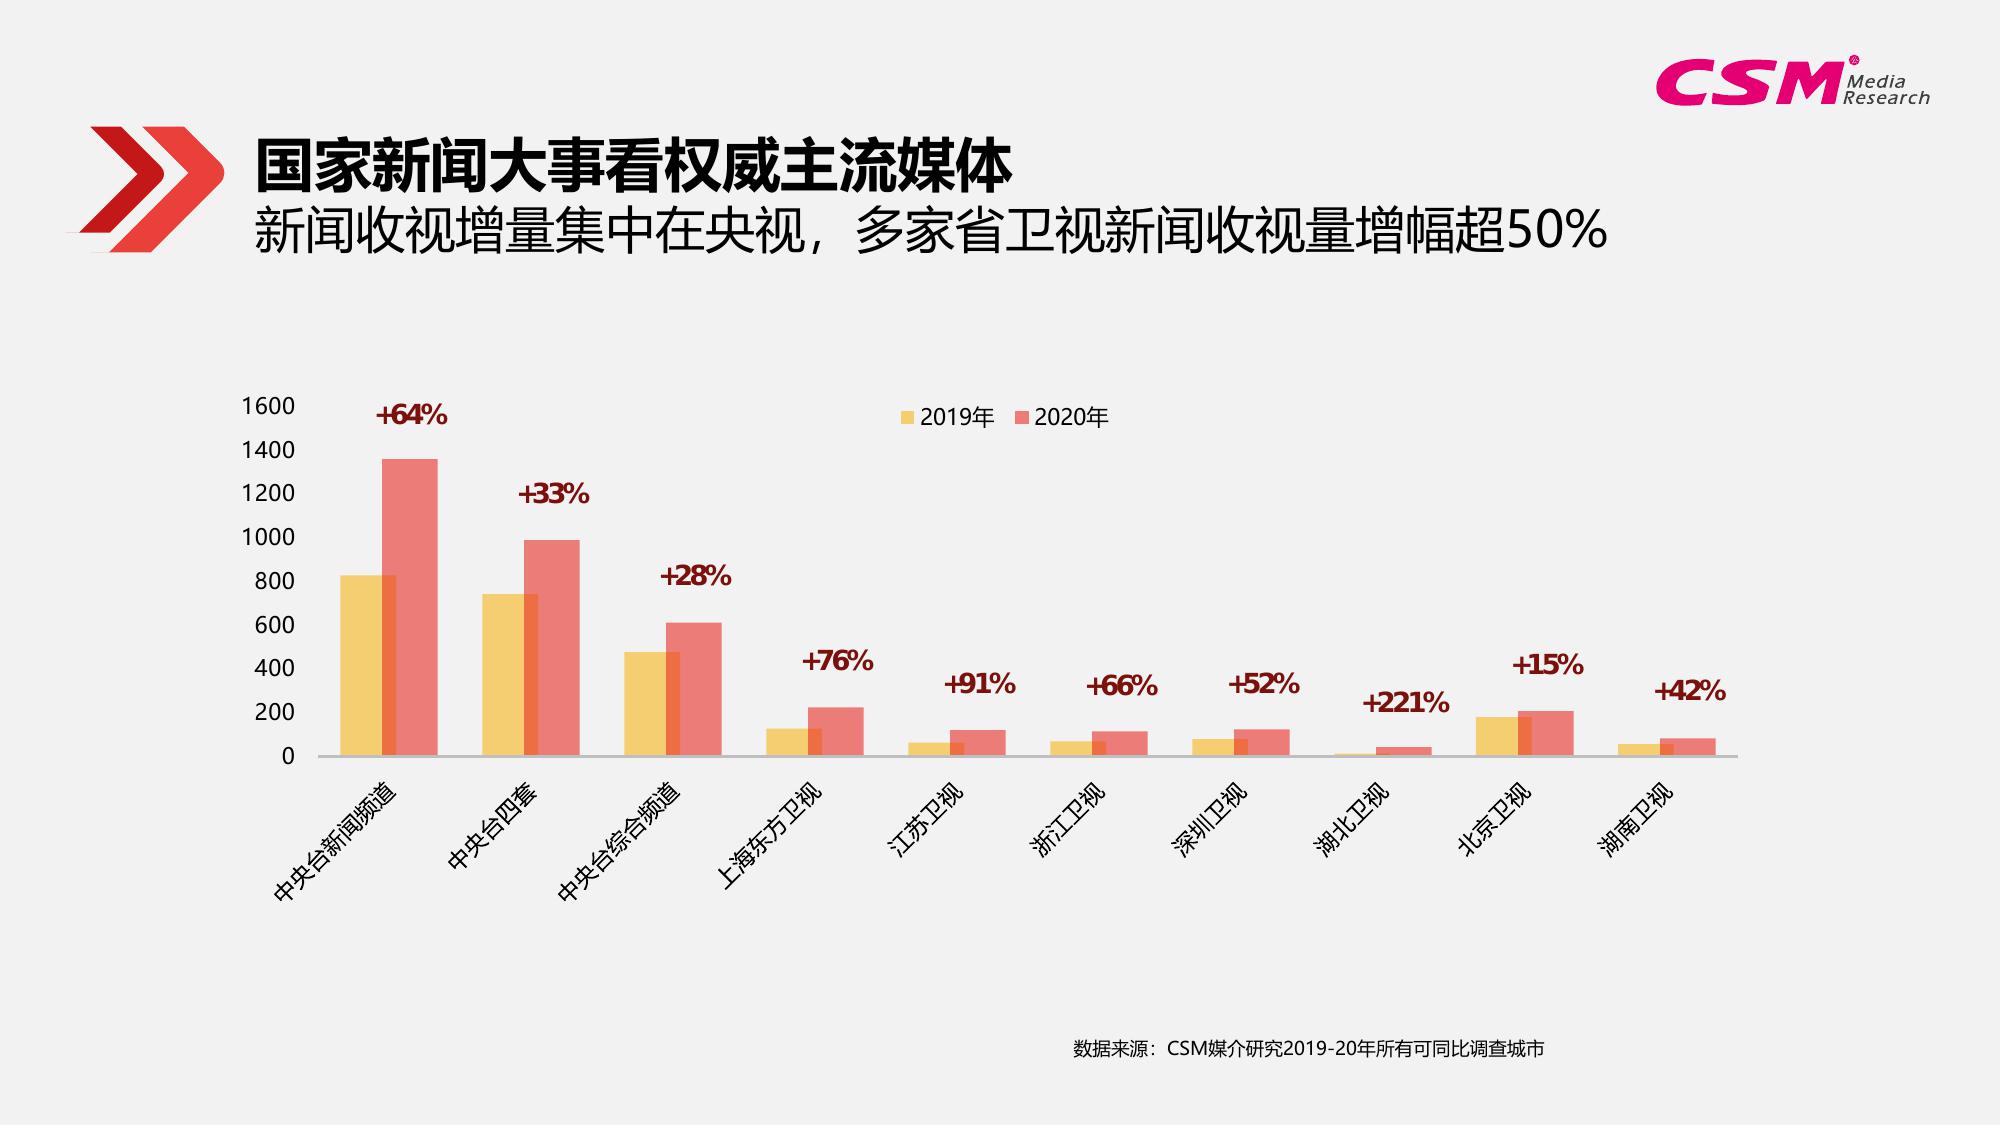 CSM Media Research
国家新闻大事看权威主流媒体
新闻收视增量集中在央视，多家省卫视新闻收视量增幅超50%
2019年 2020年
1600
1400
1200
1000
800
600
400
200
0
+64%
+33%
+28%
+76%
+91%
+66%
+52%
+221%
+15%
+42%
中央台新闻频道
中央台四套
中央台综合频道
上海东方卫视
江苏卫视
浙江卫视
深圳卫视
湖北卫视
北京卫视
湖南卫视
数据来源：CSM媒介研究2019-20年所有可同比调查城市